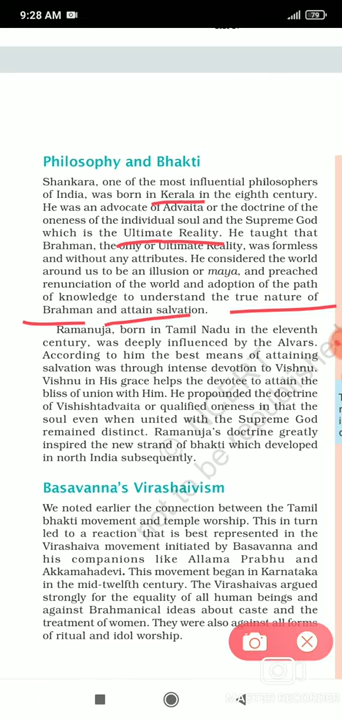 9:28 AM
79
Philosophy and Bhakti
Shankara, one of the most influential philosophers
of India, was born in Kerala in the eighth century.
He was an advocate of Advaita or the doctrine of the
oneness of the individual soul and the Supreme God
which is the Ultimate Reality. He taught that
Brahman, the only or Ultimate Reality, was formless
and without any attributes. He considered the world
around us to be an illusion or maya, and preached
renunciation of the world and adoption of the path
of knowledge to understand the true nature of
Brahman and attain salvation.
Ramanuja, born in Tamil Nadu in the eleventh
century, was deeply influenced by the Alvars.
According to him the best means of attaining
salvation was through intense devotion to Vishnu.
Vishnu in His grace helps the devotee to attain the
bliss of union with Him. He propounded the doctrine
of Vishishtadvaita or qualified oneness in that the
soul even when united with the Supreme God
remained distinct. Ramanuja's doctrine greatly
inspired the new strand of bhakti which developed
in north India subsequently.
Basavanna's Virashaivism
We noted earlier the connection between the Tamil
bhakti movement and temple worship. This in turn
led to a reaction that is best represented in the
Virashaiva movement initiated by Basavanna and
his companions like Allama Prabhu and
Akkamahadevi. This movement began in Karnataka
in the mid-twelfth century. The Virashaivas argued
strongly for the equality of all human beings and
against Brahmanical ideas about caste and the
treatment of women. They were also against all forms
of ritual and idol worship.
MASTER RECORDER